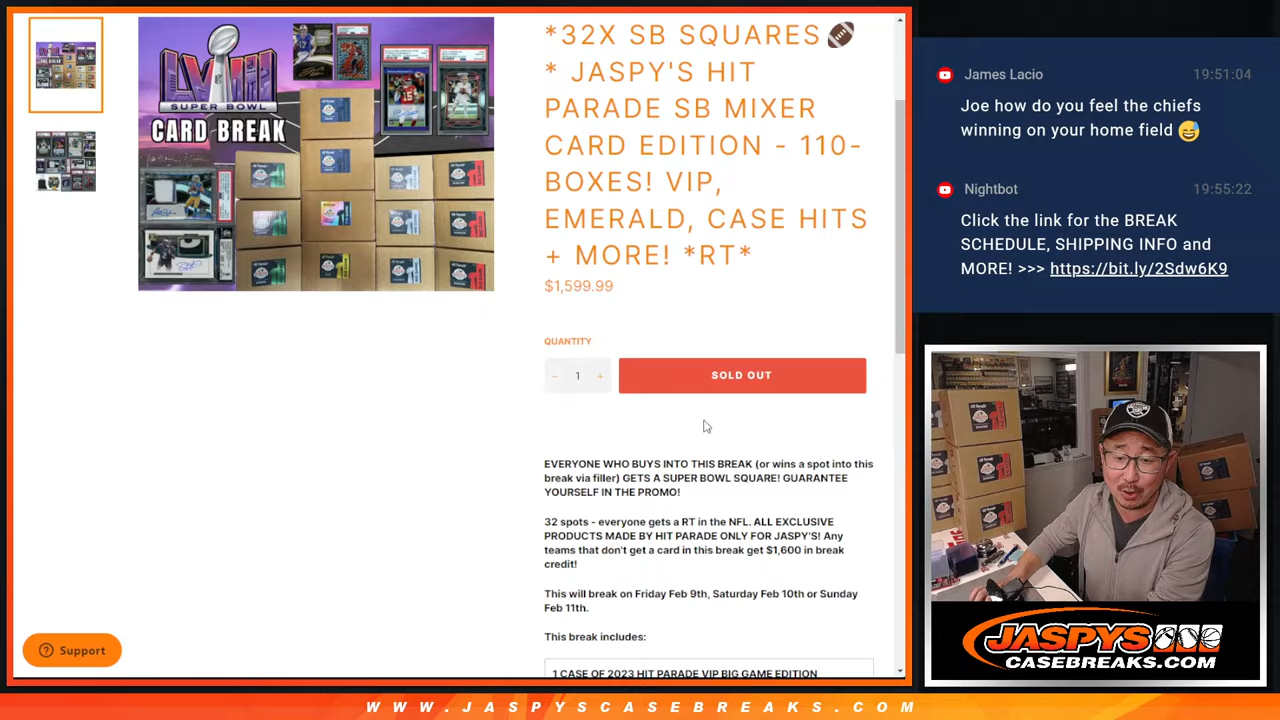 LVIII
SUPER BOWL
CARD BREAK
*32X SB SQUARES🏈
* JASPY'S HIT
PARADE SB MIXER
CARD EDITION - 110-
BOXES! VIP,
EMERALD, CASE HITS
+ MORE! *RT*
$1,599.99
QUANTITY
– 1 +
SOLD OUT
EVERYONE WHO BUYS INTO THIS BREAK (or wins a spot into this
break via filler) GETS A SUPER BOWL SQUARE! GUARANTEE
YOURSELF IN THE PROMO!
32 spots - everyone gets a RT in the NFL. ALL EXCLUSIVE
PRODUCTS MADE BY HIT PARADE ONLY FOR JASPY'S! Any
teams that don't get a card in this break get $1,600 in break
credit!
This will break on Friday Feb 9th, Saturday Feb 10th or Sunday
Feb 11th.
This break includes:
1 CASE OF 2023 HIT PARADE VIP BIG GAME EDITION
? Support
James Lacio 19:51:04
Joe how do you feel the chiefs
winning on your home field 😅
Nightbot 19:55:22
Click the link for the BREAK
SCHEDULE, SHIPPING INFO and
MORE! >>> https://bit.ly/2Sdw6K9
JASPYS
CASEBREAKS.COM
WWW.JASPYSCASEBREAKS.COM